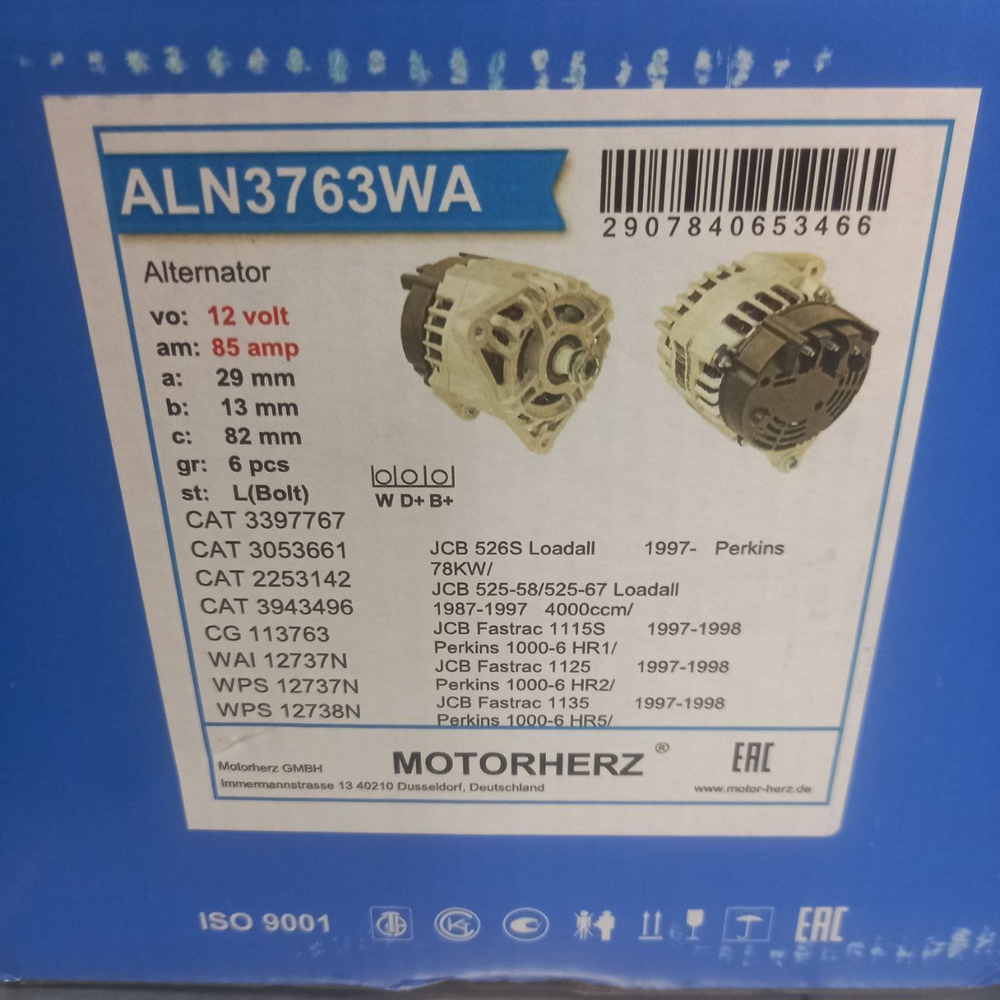 ALN3763WA
2907840653466
Alternator
vo: 12 volt
am: 85 amp
a: 29 mm
b: 13 mm
c: 82 mm
gr: 6 pcs
st: L(Bolt)
W D+ B+
CAT 3397767
CAT 3053661
CAT 2253142
CAT 3943496
CG 113763
WAI 12737N
WPS 12737N
WPS 12738N
JCB 526S Loadall 1997- Perkins
78KW/
JCB 525-58/525-67 Loadall
1987-1997 4000ccm/
JCB Fastrac 1115S 1997-1998
Perkins 1000-6 HR1/
JCB Fastrac 1125 1997-1998
Perkins 1000-6 HR2/
JCB Fastrac 1135 1997-1998
Perkins 1000-6 HR5/
Motorherz GMBH
Immermannstrasse 13 40210 Dusseldorf, Deutschland
MOTORHERZ ®
EAC
www.motor-herz.de
ISO 9001
EAC